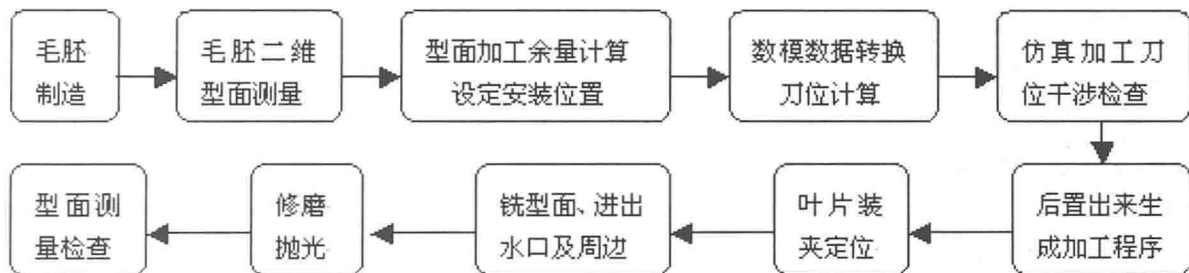 毛胚
制造
毛胚二维
型面测量
型面加工余量计算
设定安装位置
数模数据转换
刀位计算
仿真加工刀
位干涉检查
后置出来生
成加工程序
叶片装
夹定位
铣型面、进出
水口及周边
修磨
抛光
型面测
量检查